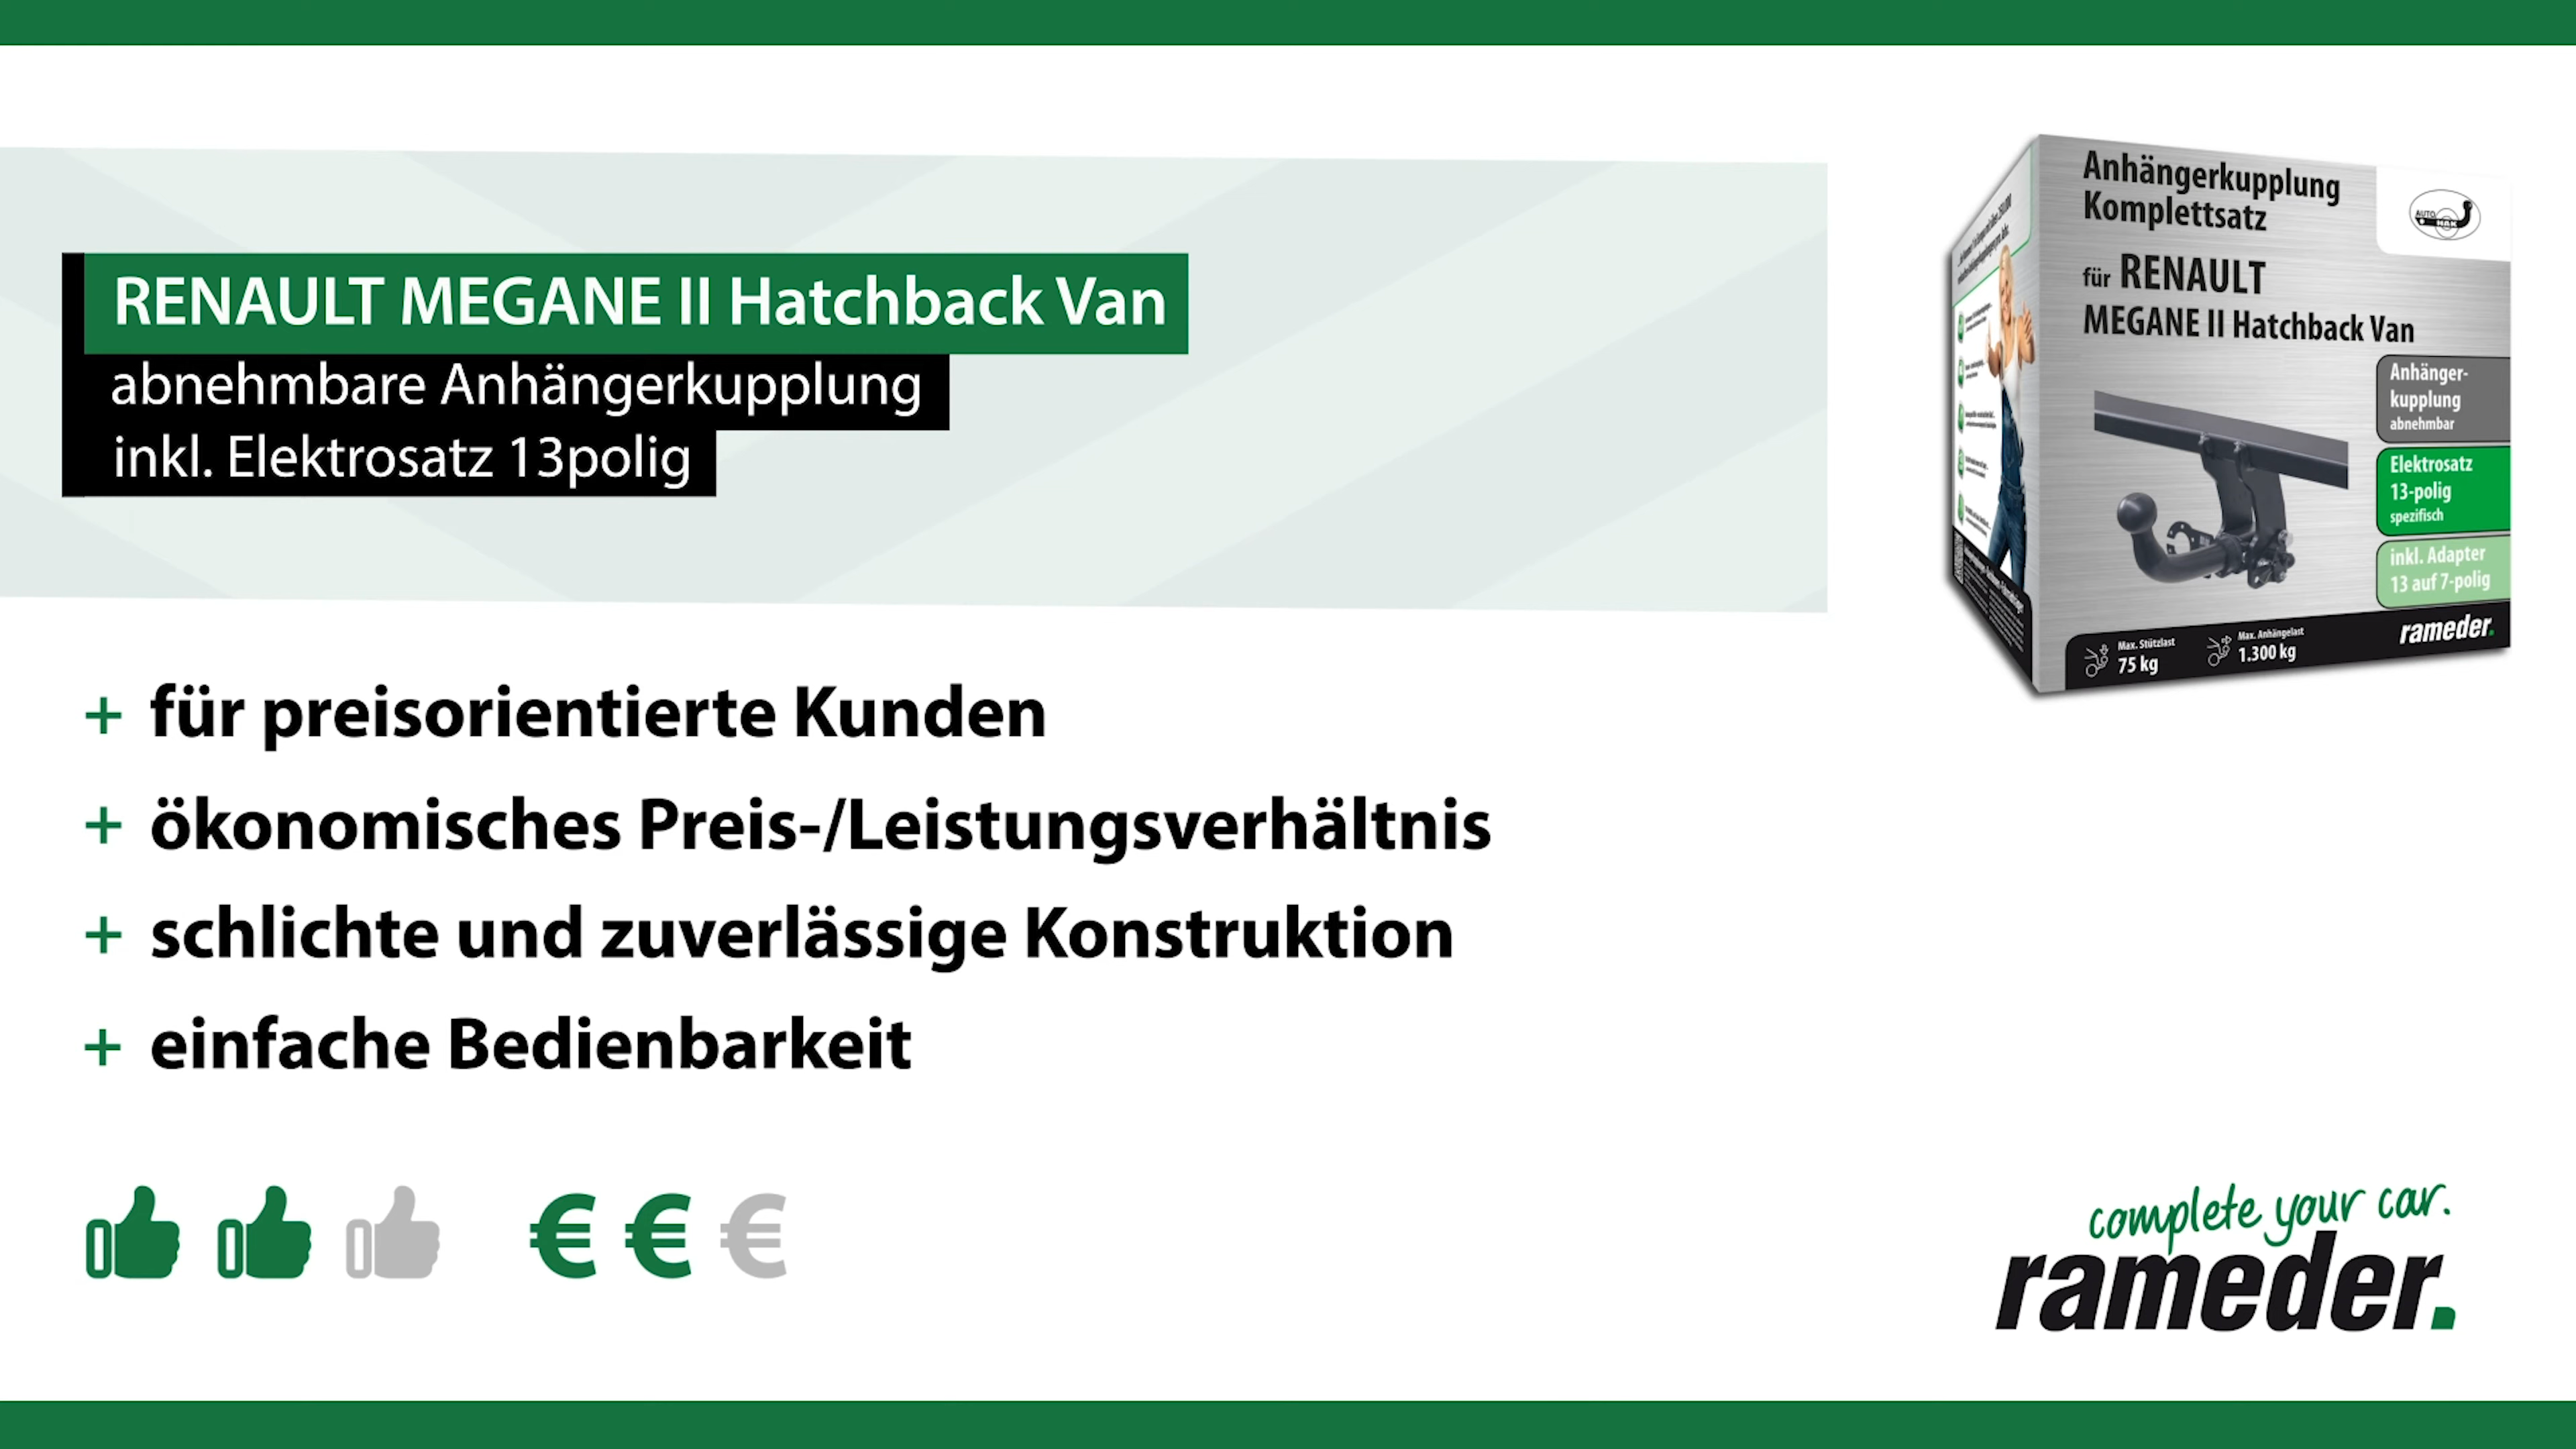 RENAULT MEGANE II Hatchback Van
abnehmbare Anhängerkupplung
inkl. Elektrosatz 13polig
+ für preisorientierte Kunden
+ ökonomisches Preis-/Leistungsverhältnis
+ schlichte und zuverlässige Konstruktion
+ einfache Bedienbarkeit
€ € €
Anhängerkupplung
Komplettsatz
für RENAULT
MEGANE II Hatchback Van
AUTO
HAK
Anhänger-
kupplung
abnehmbar
Elektrosatz
13-polig
spezifisch
inkl. Adapter
13 auf 7-polig
Max. Stützlast
75 kg
Max. Anhängelast
1.300 kg
rameder.
complete your car.
rameder.